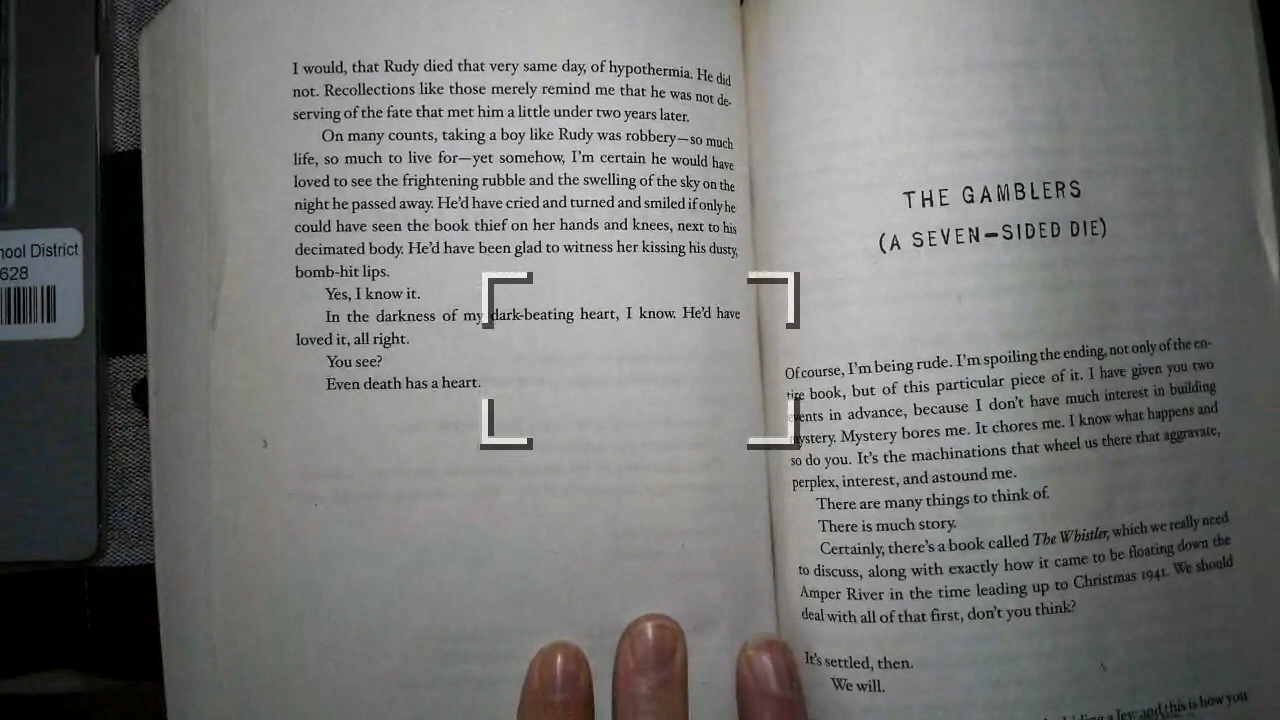 hool District
628
I would, that Rudy died that very same day, of hypothermia. He did
not. Recollections like those merely remind me that he was not de-
serving of the fate that met him a little under two years later.
On many counts, taking a boy like Rudy was robbery—so much
life, so much to live for—yet somehow, I'm certain he would have
loved to see the frightening rubble and the swelling of the sky on the
night he passed away. He'd have cried and turned and smiled if only he
could have seen the book thief on her hands and knees, next to his
decimated body. He'd have been glad to witness her kissing his dusty,
bomb-hit lips.
Yes, I know it.
In the darkness of my dark-beating heart, I know. He'd have
loved it, all right.
You see?
Even death has a heart.
THE GAMBLERS
(A SEVEN-SIDED DIE)
Of course, I'm being rude. I'm spoiling the ending, not only of the en-
tire book, but of this particular piece of it. I have given you two
events in advance, because I don't have much interest in building
mystery. Mystery bores me. It chores me. I know what happens and
so do you. It's the machinations that wheel us there that aggravate,
perplex, interest, and astound me.
There are many things to think of.
There is much story.
Certainly, there's a book called The Whistler, which we really need
to discuss, along with exactly how it came to be floating down the
Amper River in the time leading up to Christmas 1941. We should
deal with all of that first, don't you think?
It's settled, then.
We will.
a Jew and this is how you